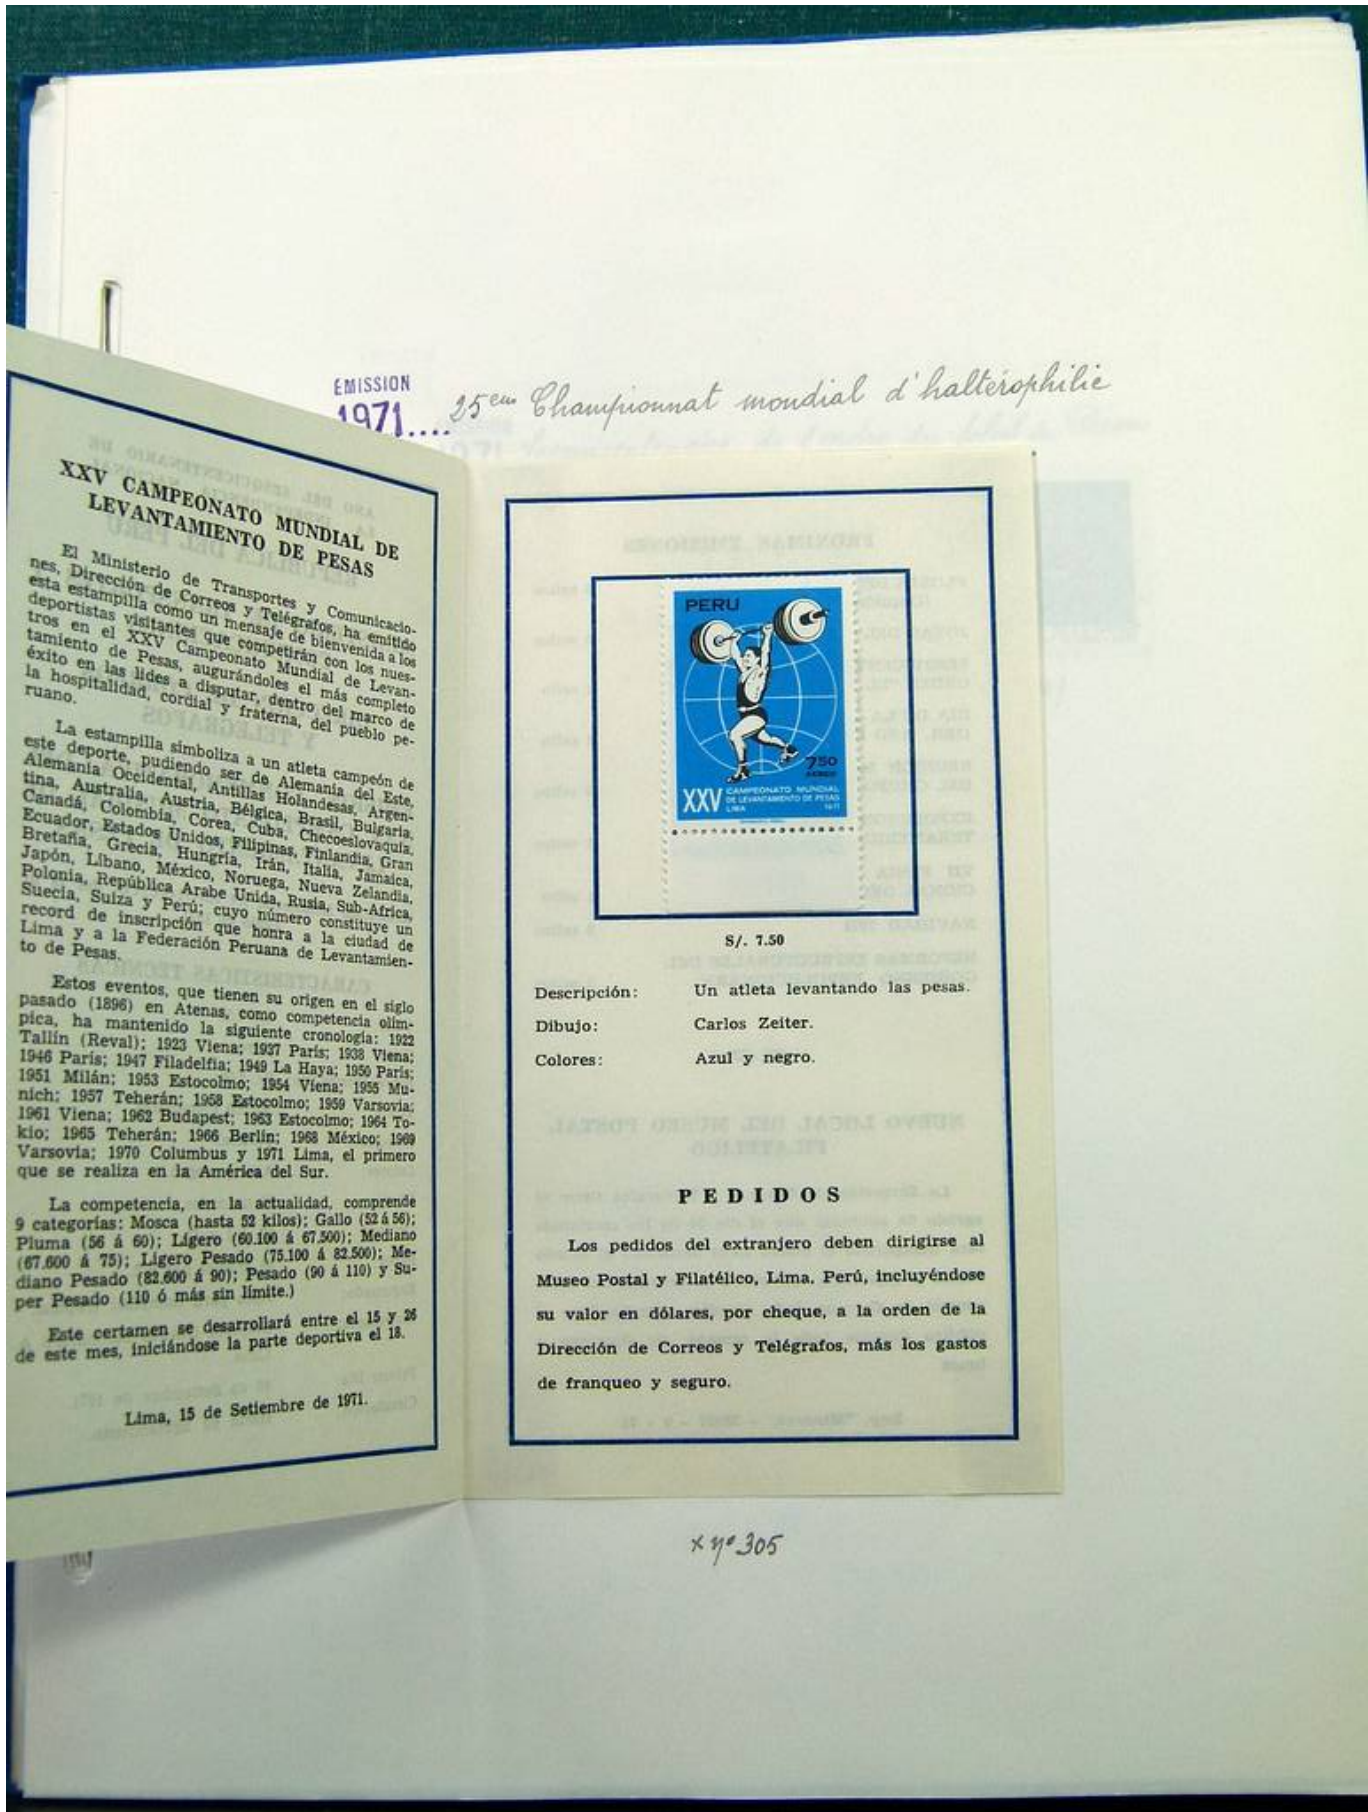 EMISSION
1971....
25eme Championnat mondial d'haltérophilie
XXV CAMPEONATO MUNDIAL DE
LEVANTAMIENTO DE PESAS
El Ministerio de Transportes y Comunicacio-
nes, Dirección de Correos y Telégrafos, ha emitido
esta estampilla como un mensaje de bienvenida a los
deportistas visitantes que competirán con los nues-
tros en el XXV Campeonato Mundial de Levan-
tamiento de Pesas, augurándoles el más completo
éxito en las lides a disputar, dentro del marco de
la hospitalidad, cordial y fraterna, del pueblo pe-
ruano.
La estampilla simboliza a un atleta campeón de
este deporte, pudiendo ser de Alemania del Este,
Alemania Occidental, Antillas Holandesas, Argen-
tina, Australia, Austria, Bélgica, Brasil, Bulgaria,
Canadá, Colombia, Corea, Cuba, Checoeslovaquia,
Ecuador, Estados Unidos, Filipinas, Finlandia, Gran
Bretaña, Grecia, Hungría, Irán, Italia, Jamaica,
Japón, Líbano, México, Noruega, Nueva Zelandia,
Polonia, República Arabe Unida, Rusia, Sub-Africa,
Suecia, Suiza y Perú; cuyo número constituye un
record de inscripción que honra a la ciudad de
Lima y a la Federación Peruana de Levantamien-
to de Pesas.
Estos eventos, que tienen su origen en el siglo
pasado (1896) en Atenas, como competencia olím-
pica, ha mantenido la siguiente cronología: 1922
Tallín (Reval); 1923 Viena; 1937 París; 1938 Viena;
1946 París; 1947 Filadelfia; 1949 La Haya; 1950 París;
1951 Milán; 1953 Estocolmo; 1954 Viena; 1955 Mu-
nich; 1957 Teherán; 1958 Estocolmo; 1959 Varsovia;
1961 Viena; 1962 Budapest; 1963 Estocolmo; 1964 To-
kio; 1965 Teherán; 1966 Berlín; 1968 México; 1969
Varsovia; 1970 Columbus y 1971 Lima, el primero
que se realiza en la América del Sur.
La competencia, en la actualidad, comprende
9 categorías: Mosca (hasta 52 kilos); Gallo (52 á 56);
Pluma (56 á 60); Ligero (60.100 á 67.500); Mediano
(67.600 á 75); Ligero Pesado (75.100 á 82.500); Me-
diano Pesado (82.600 á 90); Pesado (90 á 110) y Su-
per Pesado (110 ó más sin límite.)
Este certamen se desarrollará entre el 15 y 26
de este mes, iniciándose la parte deportiva el 18.
Lima, 15 de Setiembre de 1971.
PERU
7.50
AEREO
XXV CAMPEONATO MUNDIAL
DE LEVANTAMIENTO DE PESAS
LIMA 1971
S/. 7.50
Descripción: Un atleta levantando las pesas.
Dibujo: Carlos Zeiter.
Colores: Azul y negro.
PEDIDOS
Los pedidos del extranjero deben dirigirse al
Museo Postal y Filatélico, Lima, Perú, incluyéndose
su valor en dólares, por cheque, a la orden de la
Dirección de Correos y Telégrafos, más los gastos
de franqueo y seguro.
x nº 305